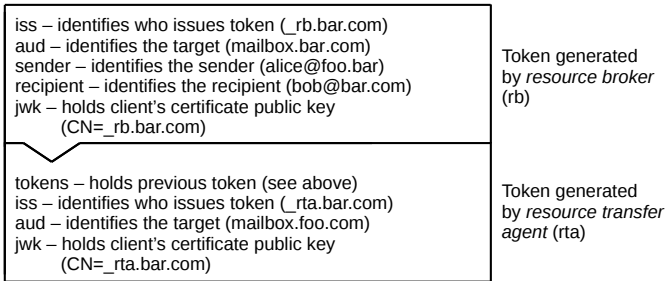 iss – identifies who issues token (_rb.bar.com)
aud – identifies the target (mailbox.bar.com)
sender – identifies the sender (alice@foo.bar)
recipient – identifies the recipient (bob@bar.com)
jwk – holds client's certificate public key
(CN=_rb.bar.com)
Token generated
by resource broker
(rb)
tokens – holds previous token (see above)
iss – identifies who issues token (_rta.bar.com)
aud – identifies the target (mailbox.foo.com)
jwk – holds client's certificate public key
(CN=_rta.bar.com)
Token generated
by resource transfer
agent (rta)